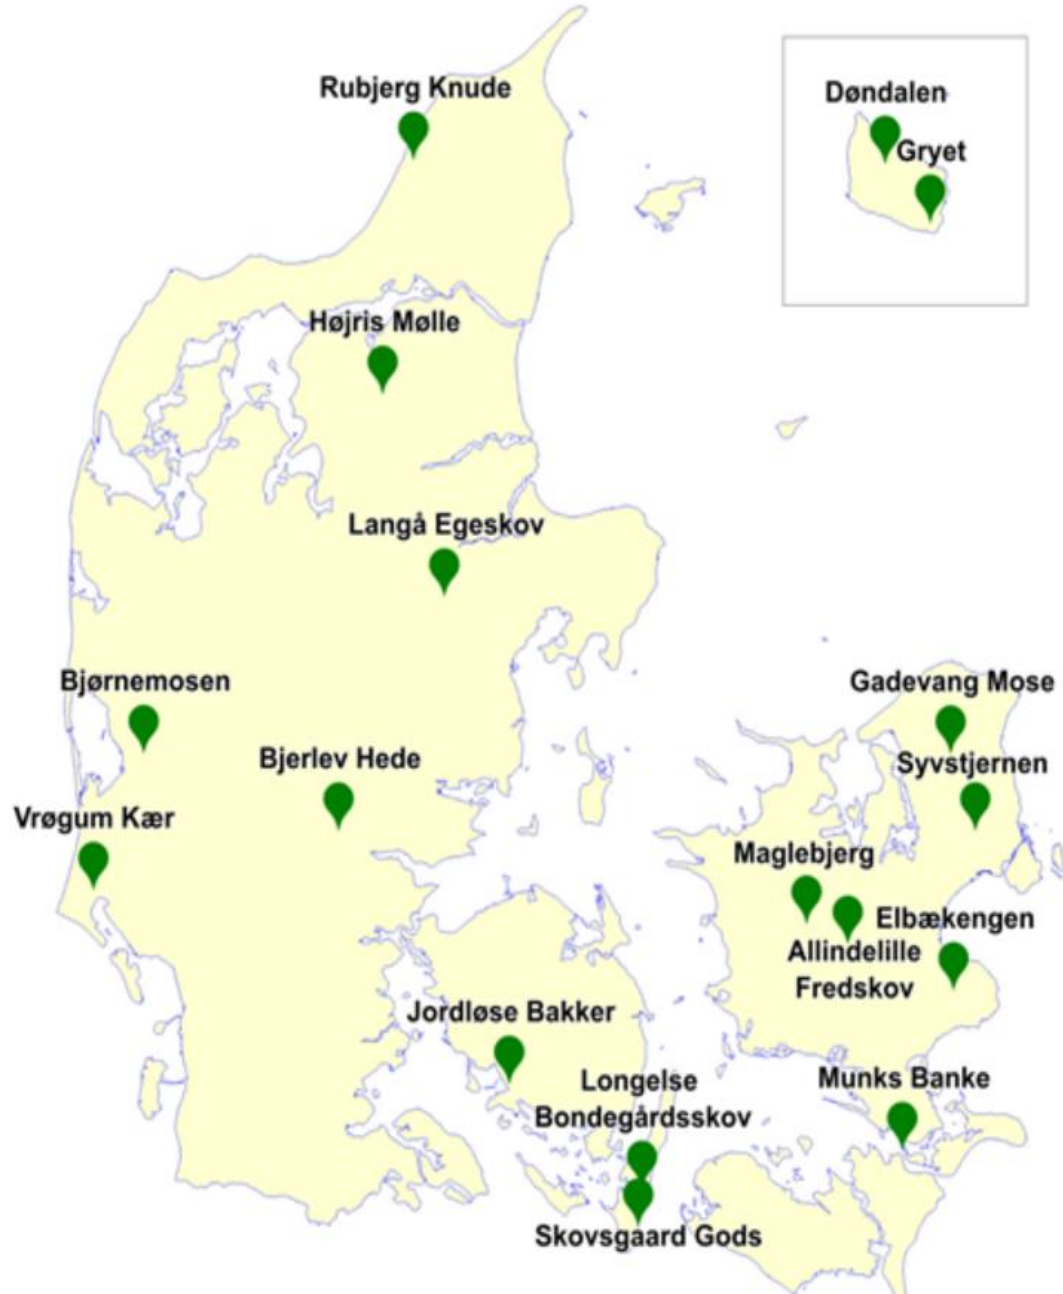 Rubjerg Knude
Døndalen
Gryet
Højris Mølle
Langå Egeskov
Bjørnemosen
Gadevang Mose
Bjerlev Hede
Syvstjernen
Vrøgum Kær
Maglebjerg
Elbækengen
Allindelille
Fredskov
Jordløse Bakker
Longelse
Bondegårdsskov
Munks Banke
Skovsgaard Gods